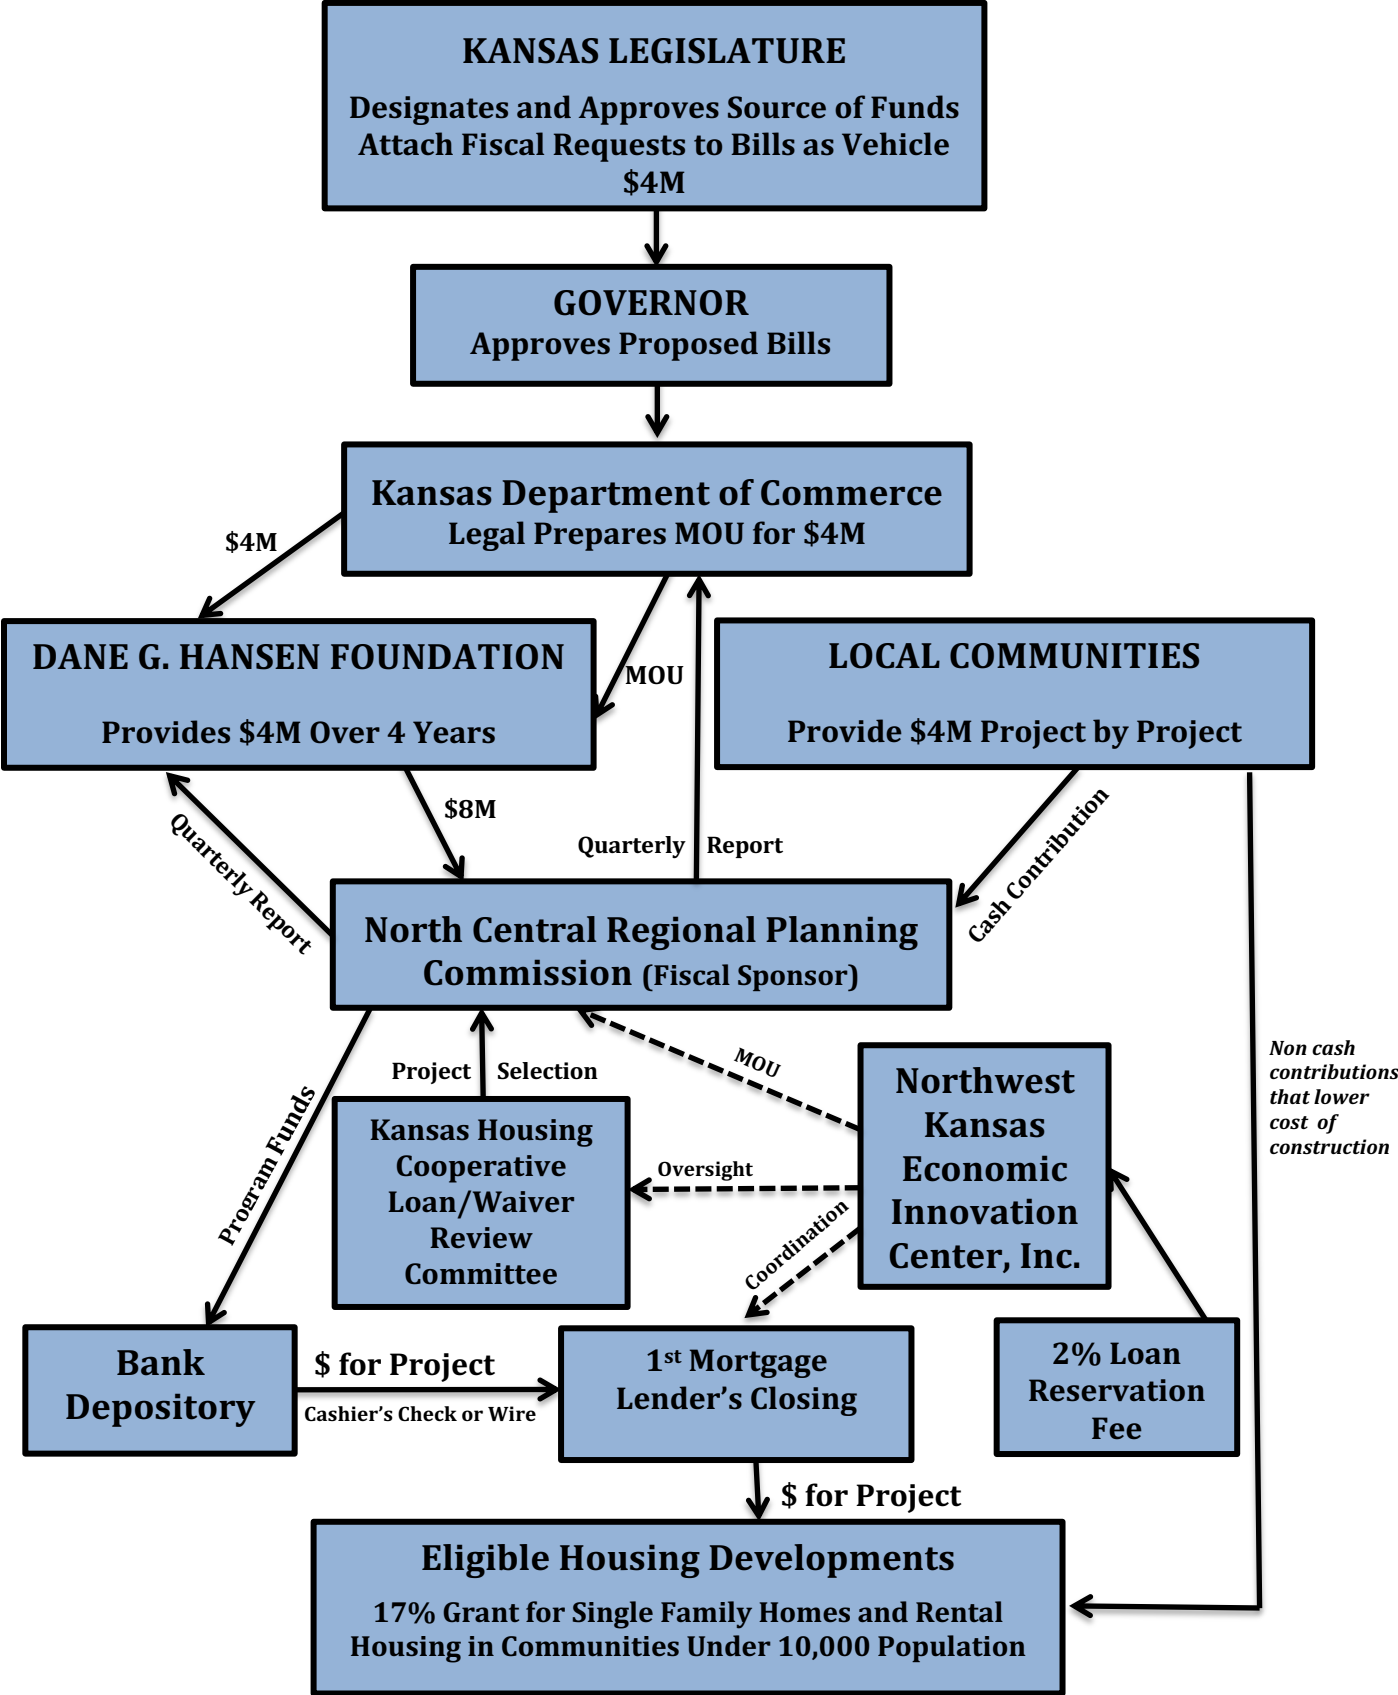 KANSAS LEGISLATURE
Designates and Approves Source of Funds
Attach Fiscal Requests to Bills as Vehicle
$4M
GOVERNOR
Approves Proposed Bills
Kansas Department of Commerce
Legal Prepares MOU for $4M
$4M
MOU
DANE G. HANSEN FOUNDATION
Provides $4M Over 4 Years
LOCAL COMMUNITIES
Provide $4M Project by Project
Quarterly Report
$8M
Quarterly Report
Cash Contribution
North Central Regional Planning
Commission (Fiscal Sponsor)
Program Funds
Project Selection
MOU
Kansas Housing
Cooperative
Loan/Waiver
Review
Committee
Oversight
Coordination
Northwest
Kansas
Economic
Innovation
Center, Inc.
Non cash
contributions
that lower
cost of
construction
Bank
Depository
$ for Project
Cashier's Check or Wire
1st Mortgage
Lender's Closing
2% Loan
Reservation
Fee
$ for Project
Eligible Housing Developments
17% Grant for Single Family Homes and Rental
Housing in Communities Under 10,000 Population